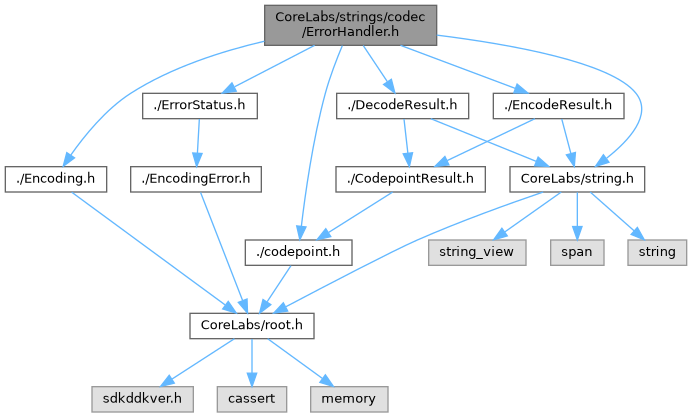 CoreLabs/strings/codec
/ErrorHandler.h
./ErrorStatus.h
./DecodeResult.h
./EncodeResult.h
./Encoding.h
./EncodingError.h
./CodepointResult.h
CoreLabs/string.h
./codepoint.h
string_view
span
string
CoreLabs/root.h
sdkddkver.h
cassert
memory